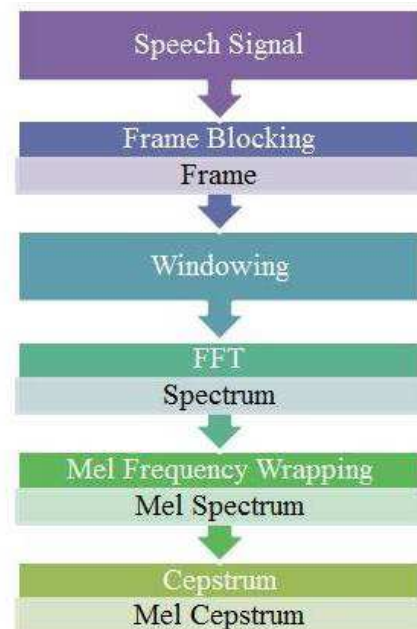 Speech Signal
Frame Blocking
Frame
Windowing
FFT
Spectrum
Mel Frequency Wrapping
Mel Spectrum
Cepstrum
Mel Cepstrum